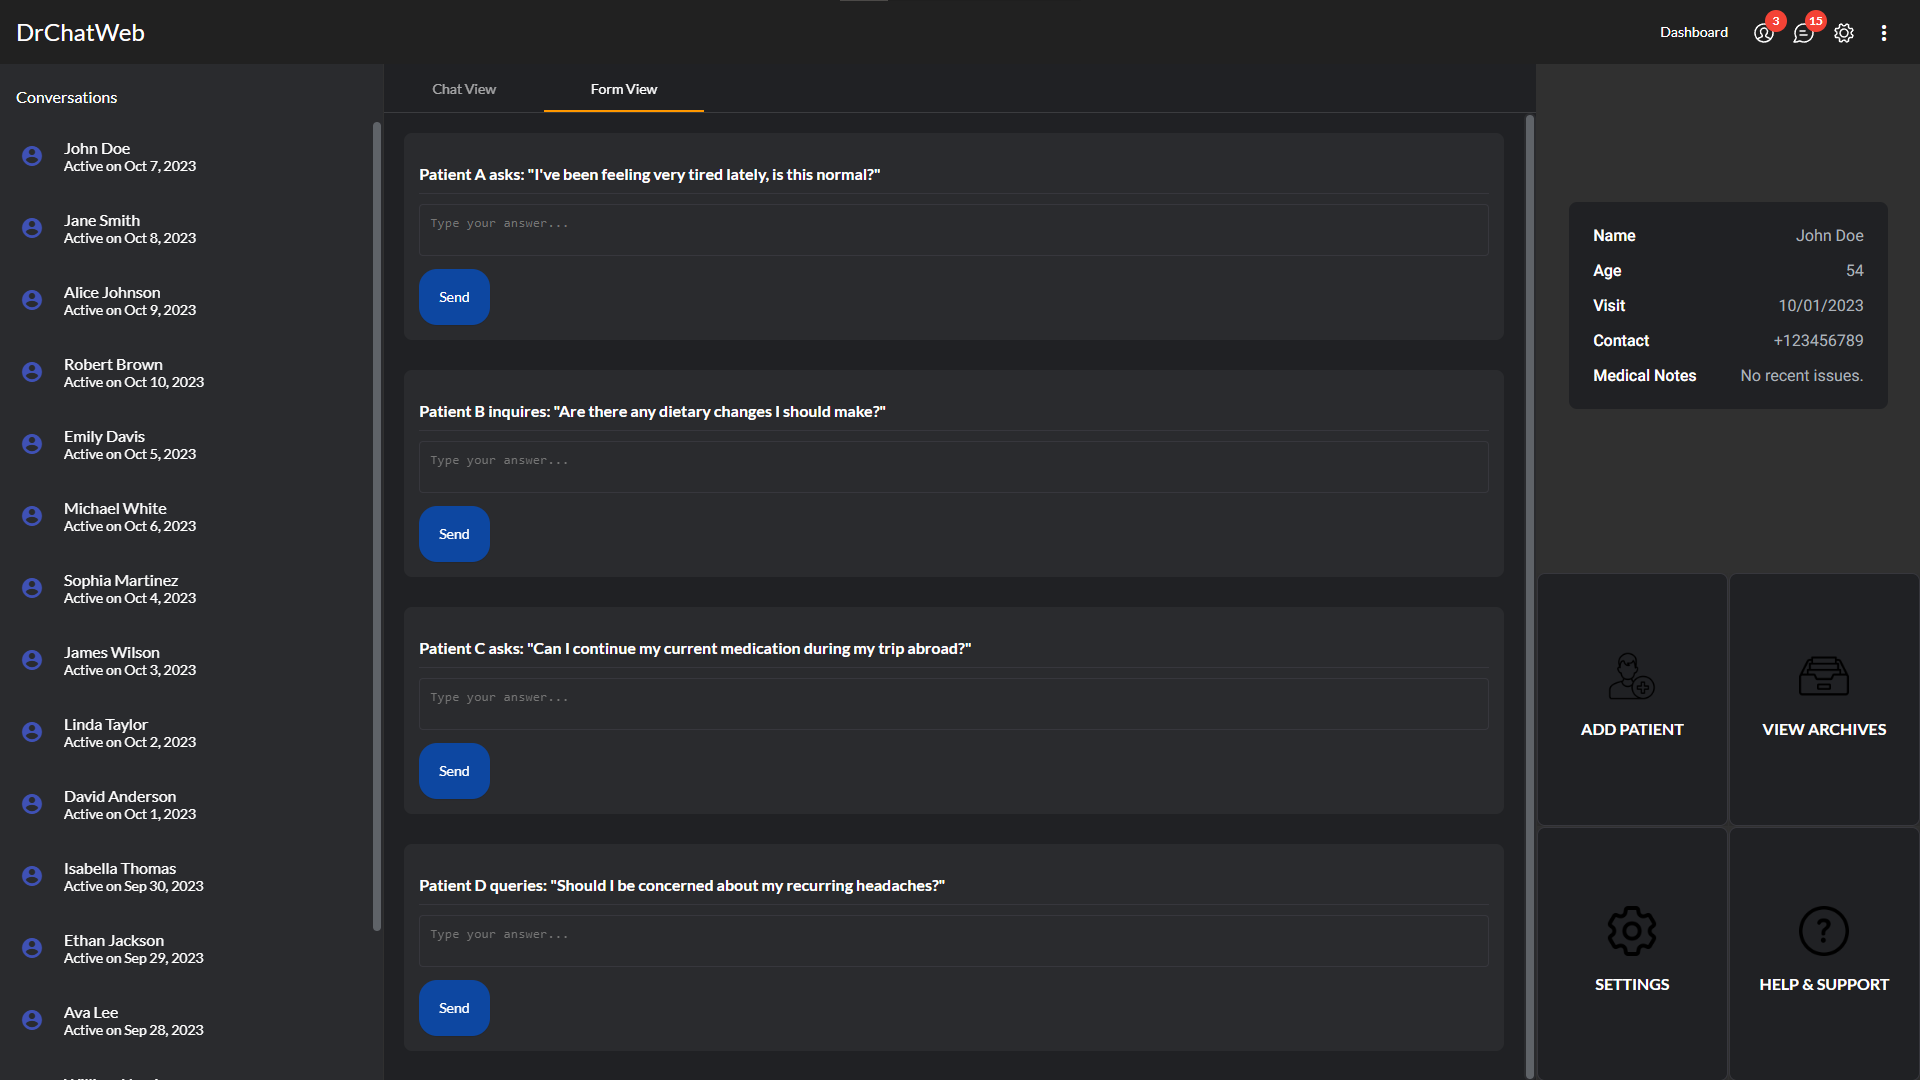 DrChatWeb
Dashboard
3
15
Conversations
John Doe
Active on Oct 7, 2023
Jane Smith
Active on Oct 8, 2023
Alice Johnson
Active on Oct 9, 2023
Robert Brown
Active on Oct 10, 2023
Emily Davis
Active on Oct 5, 2023
Michael White
Active on Oct 6, 2023
Sophia Martinez
Active on Oct 4, 2023
James Wilson
Active on Oct 3, 2023
Linda Taylor
Active on Oct 2, 2023
David Anderson
Active on Oct 1, 2023
Isabella Thomas
Active on Sep 30, 2023
Ethan Jackson
Active on Sep 29, 2023
Ava Lee
Active on Sep 28, 2023
Chat View
Form View
Patient A asks: "I've been feeling very tired lately, is this normal?"
Type your answer...
Send
Patient B inquires: "Are there any dietary changes I should make?"
Type your answer...
Send
Patient C asks: "Can I continue my current medication during my trip abroad?"
Type your answer...
Send
Patient D queries: "Should I be concerned about my recurring headaches?"
Type your answer...
Send
Name John Doe
Age 54
Visit 10/01/2023
Contact +123456789
Medical Notes No recent issues.
ADD PATIENT
VIEW ARCHIVES
SETTINGS
?
HELP & SUPPORT